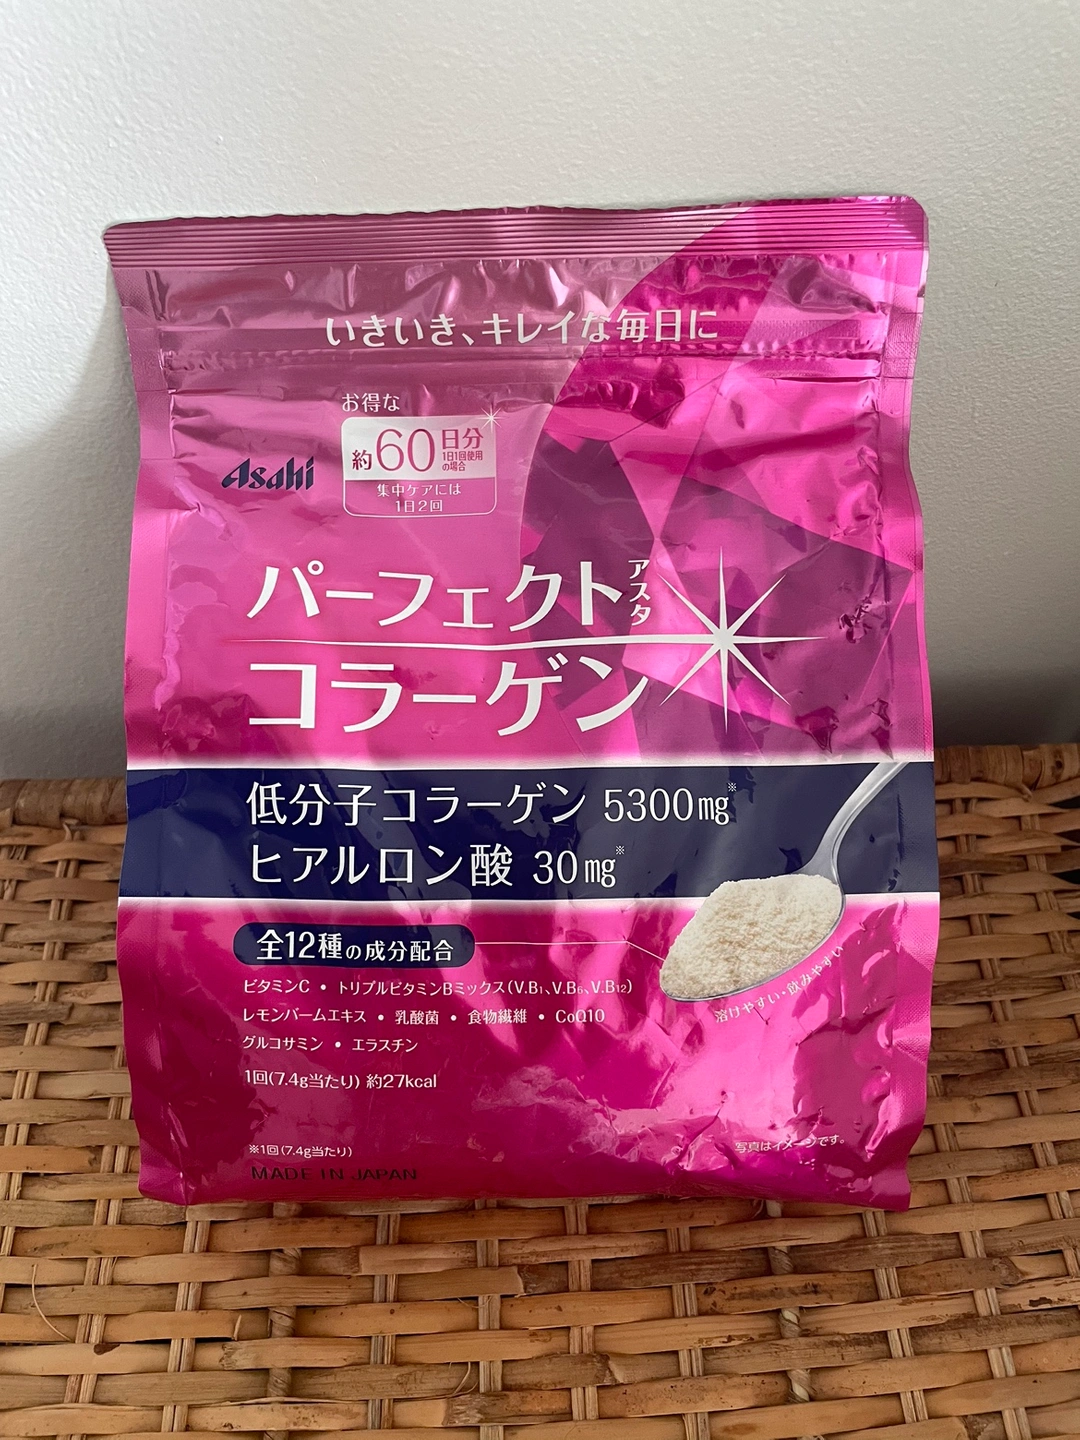 いきいき、キレイな毎日に
お得な
約60日分
1日1回使用
の場合
集中ケアには
1日2回
Asahi
パーフェクト
アスタ
コラーゲン
低分子コラーゲン 5300mg※
ヒアルロン酸 30mg※
全12種の成分配合
ビタミンC • トリプルビタミンBミックス(V.B1、V.B6、V.B12)
レモンバームエキス • 乳酸菌 • 食物繊維 • CoQ10
グルコサミン • エラスチン
1回(7.4g当たり) 約27kcal
溶けやすい・飲みやすい
※1回(7.4g当たり)
写真はイメージです。
MADE IN JAPAN